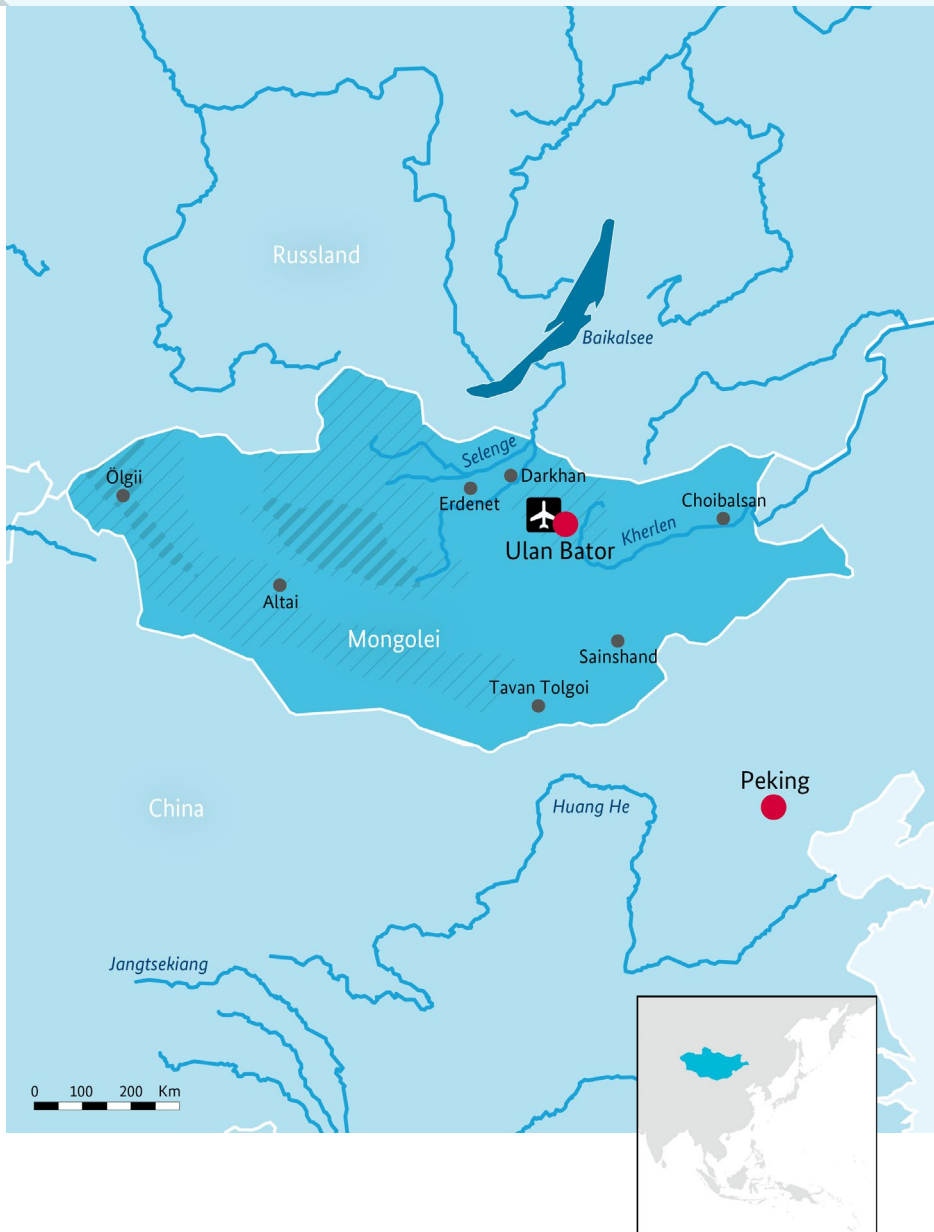 Russland
Baikalsee
Selenge
Ölgii
Darkhan
Erdenet
Choibalsan
Kherlen
Ulan Bator
Altai
Mongolei
Sainshand
Tavan Tolgoi
Peking
China
Huang He
Jangtsekiang
0 100 200 Km